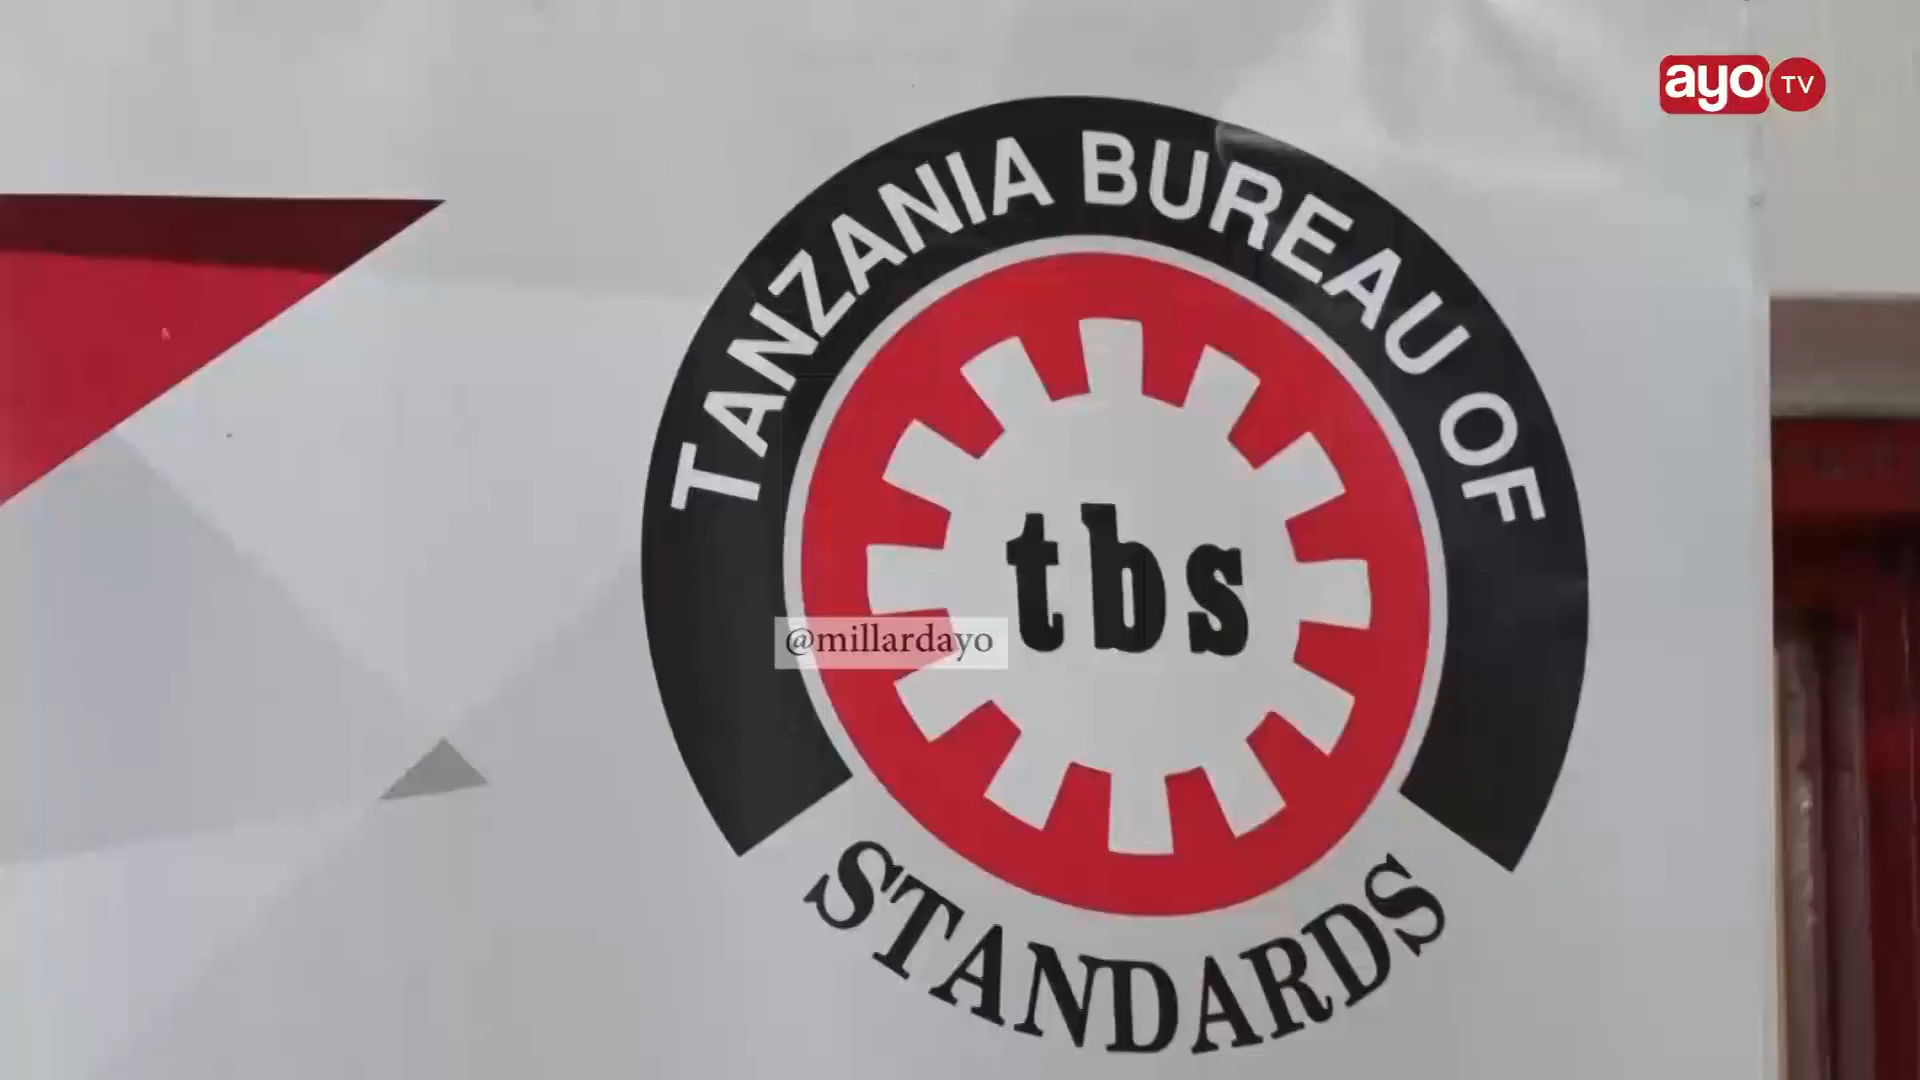 ayo TV
TANZANIA BUREAU OF
tbs
@millardayo
STANDARDS